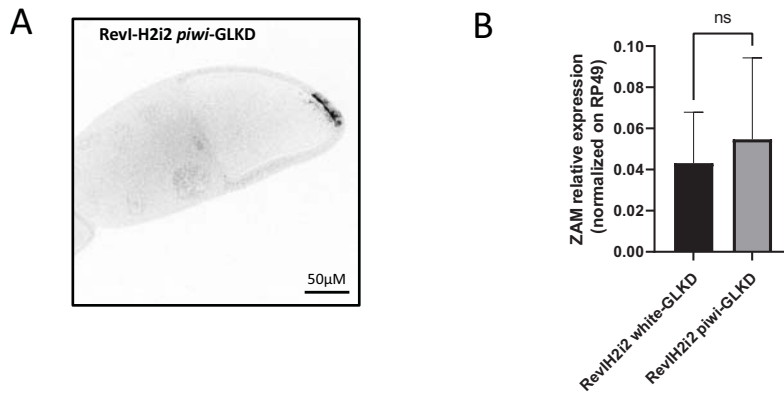 A
RevI-H2i2 piwi-GLKD
50µM
B
ns
ZAM relative expression
(normalized on RP49)
0.10
0.08
0.06
0.04
0.02
0.00
RevIH2i2 white-GLKD
RevIH2i2 piwi-GLKD